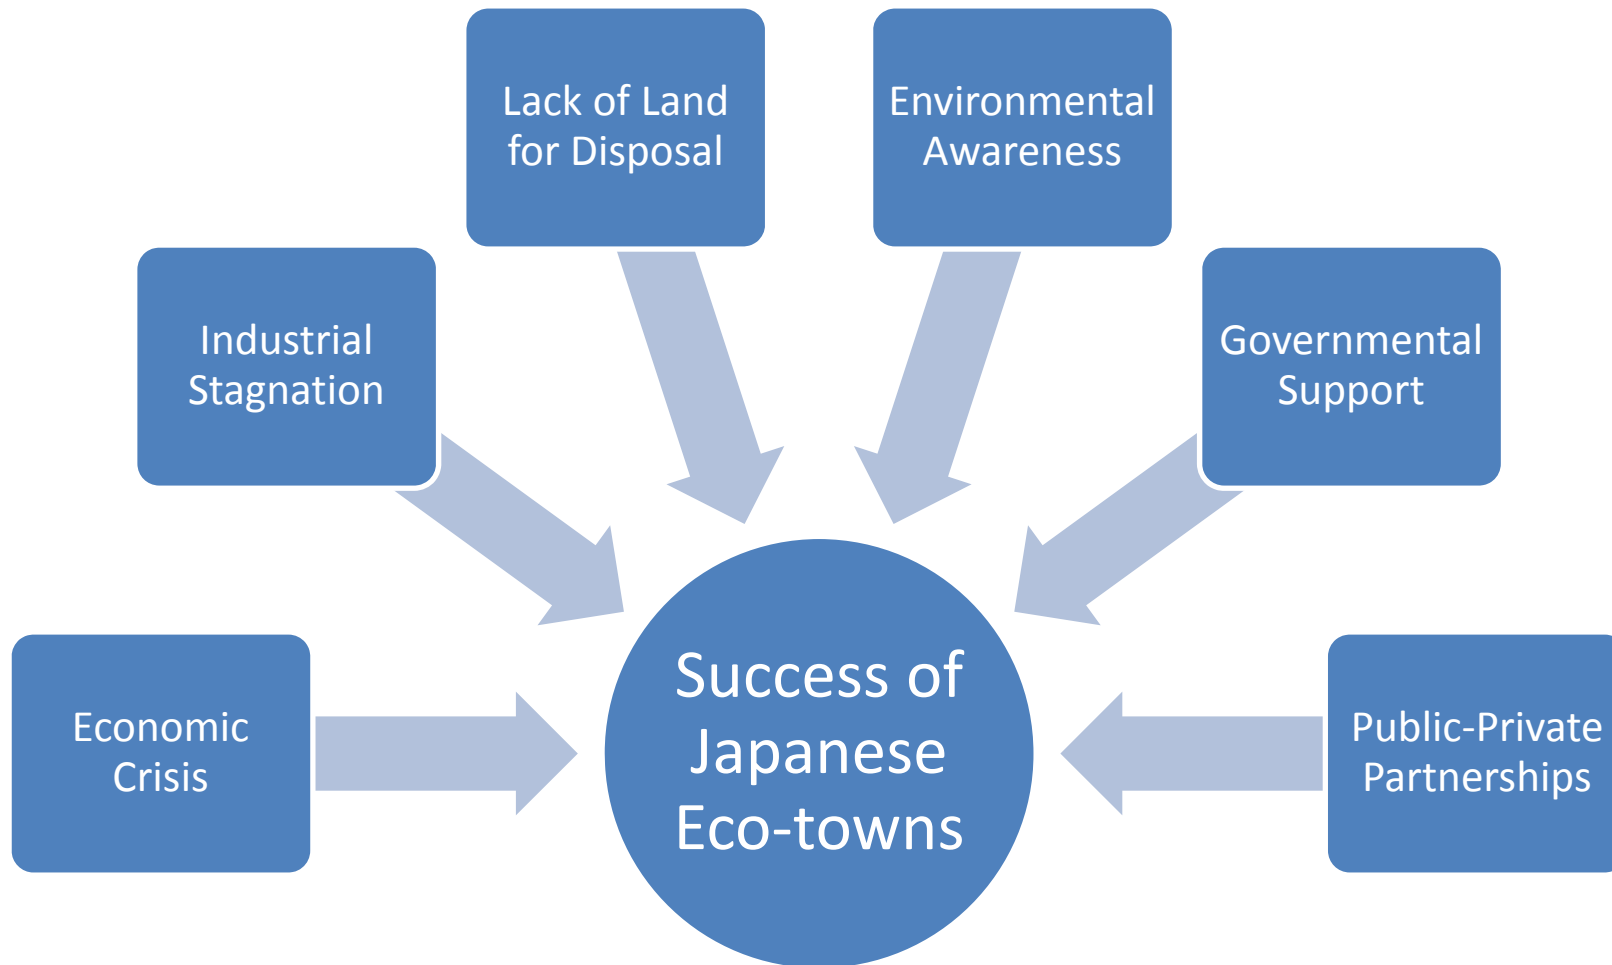 Lack of Land
for Disposal
Environmental
Awareness
Industrial
Stagnation
Governmental
Support
Economic
Crisis
Success of
Japanese
Eco-towns
Public-Private
Partnerships